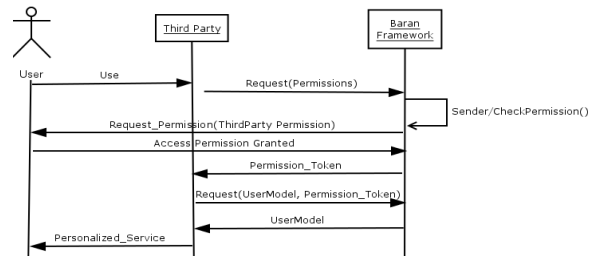 Third Party
Baran
Framework
User
Use
Request(Permissions)
Sender/CheckPermission()
Request_Permission(ThirdParty Permission)
Access Permission Granted
Permission_Token
Request(UserModel, Permission_Token)
UserModel
Personalized_Service